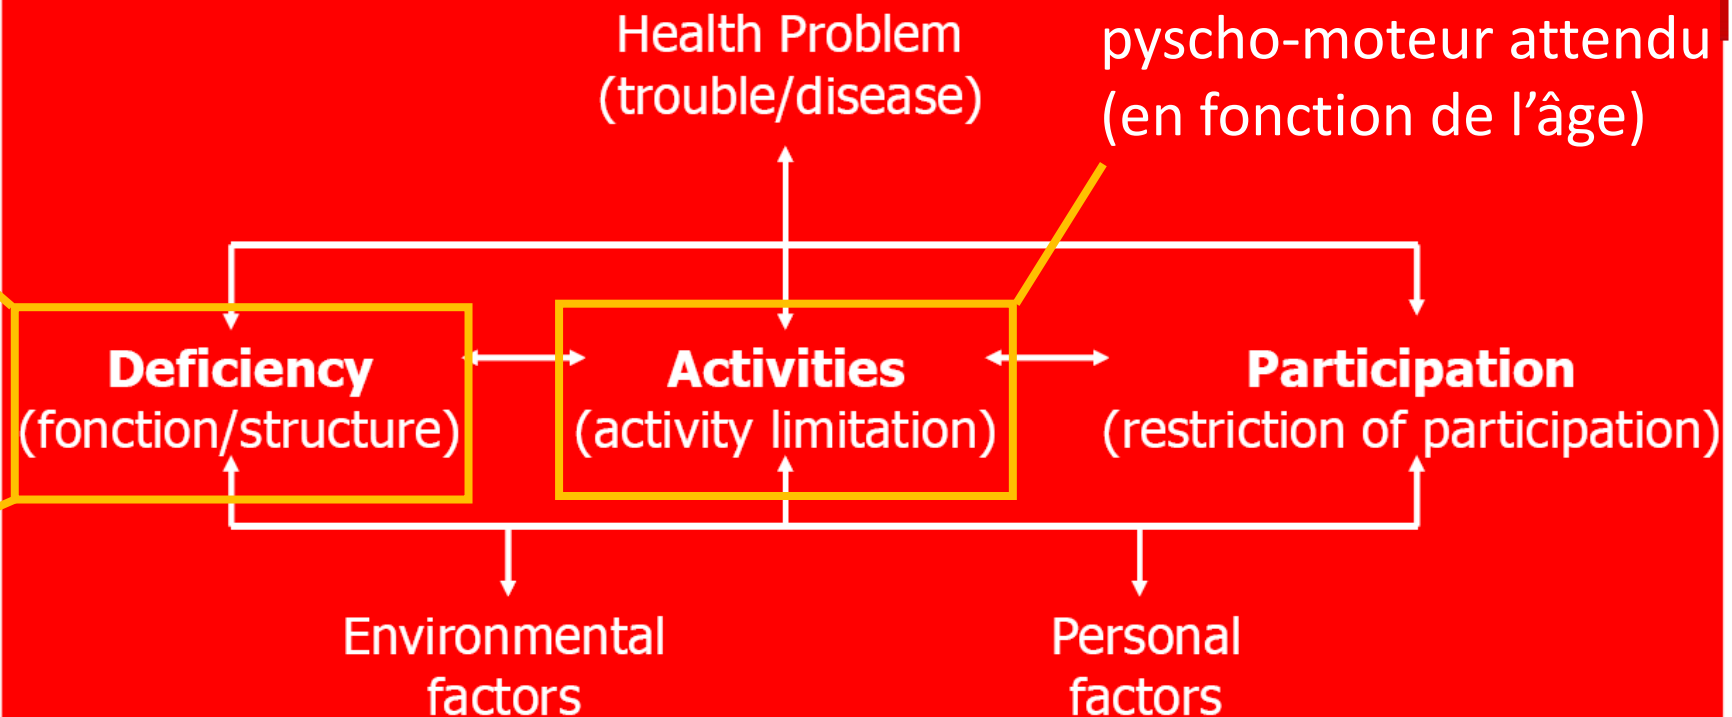 Health Problem
(trouble/disease)
pyscho-moteur attendu
(en fonction de l’âge)
Deficiency
(fonction/structure)
Activities
(activity limitation)
Participation
(restriction of participation)
Environmental
factors
Personal
factors